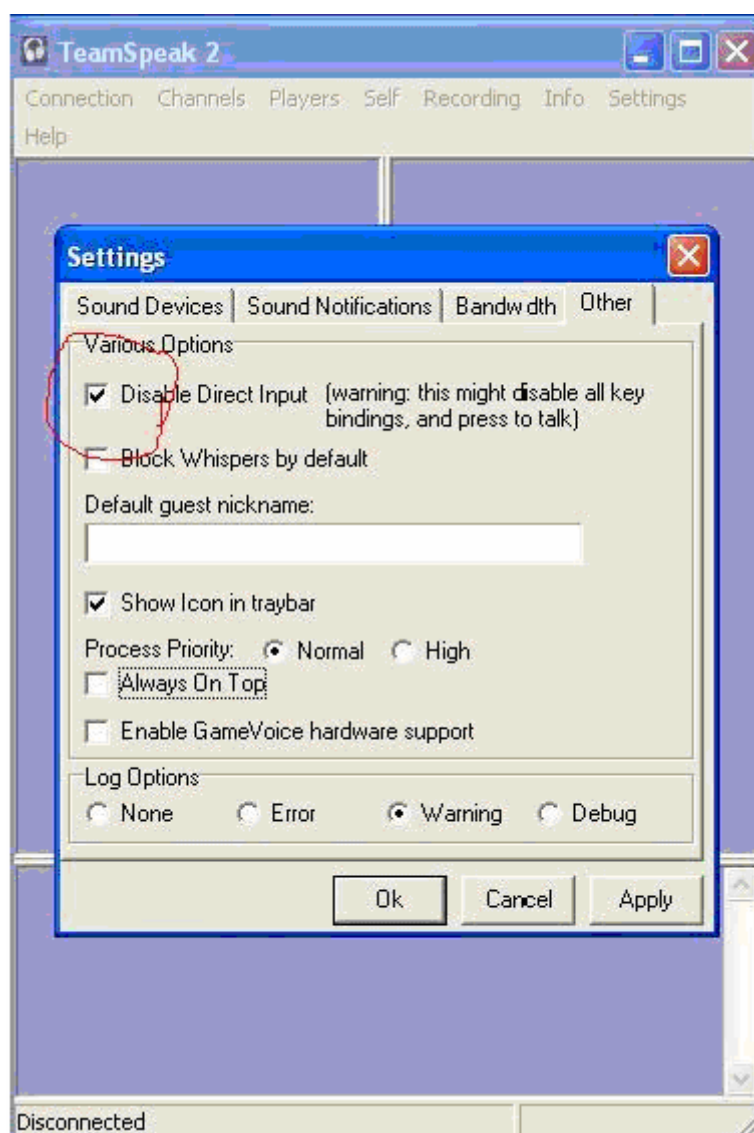 TeamSpeak 2
Connection Channels Players Self Recording Info Settings
Help
Settings
Sound Devices Sound Notifications Bandwidth Other
Various Options
Disable Direct Input (warning: this might disable all key
bindings, and press to talk)
Block Whispers by default
Default guest nickname:
Show Icon in traybar
Process Priority: Normal High
Always On Top
Enable GameVoice hardware support
Log Options
None Error Warning Debug
Ok Cancel Apply
Disconnected